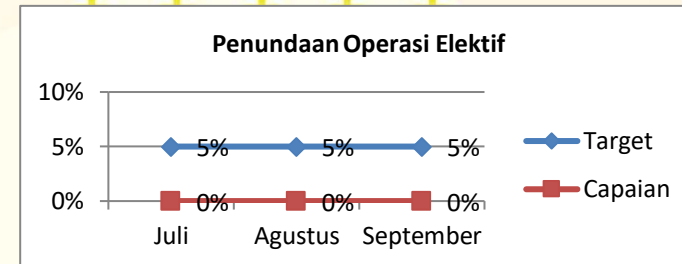 Penundaan Operasi Elektif
10%
5%
0%
5% 5% 5%
0% 0% 0%
Juli Agustus September
Target
Capaian